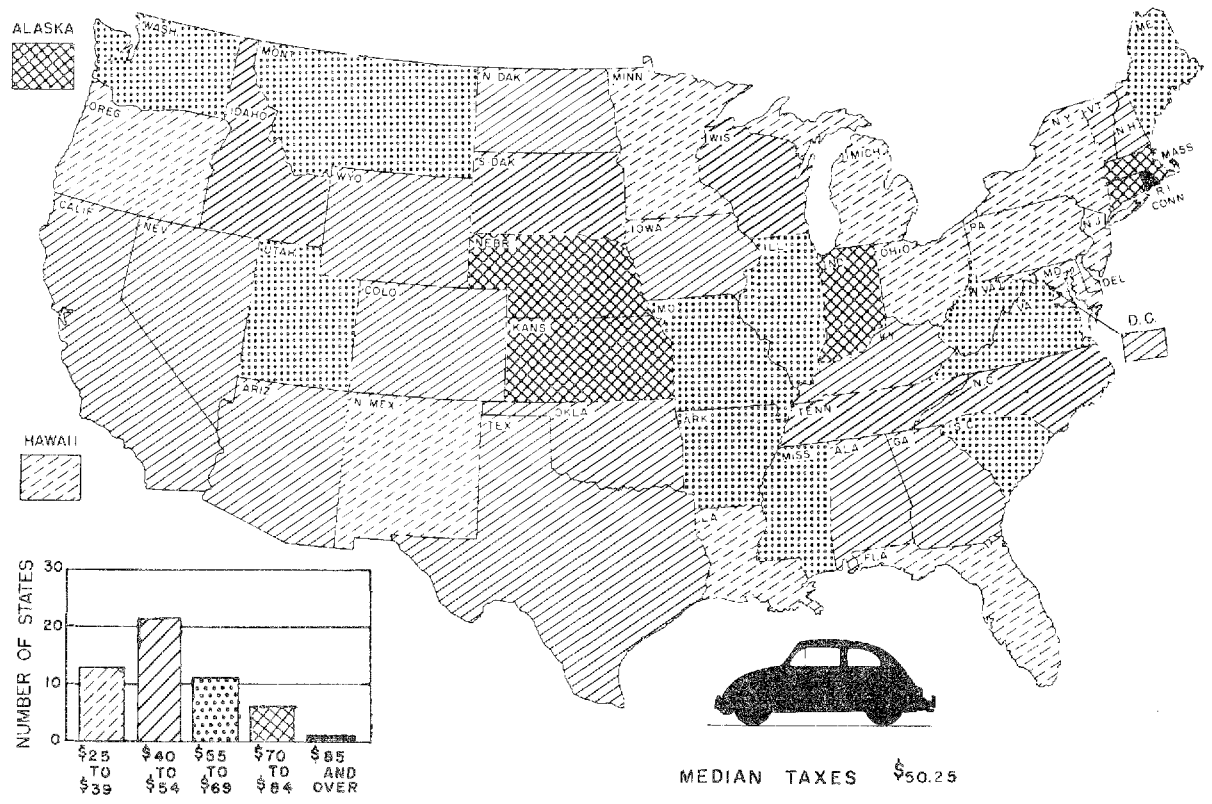 ALASKA
WASH.
MONT
N DAK
MINN
ME
OREG
IDAHO
WIS
MICH
N.Y.
VT
N H
MASS
S DAK
WYO
R I
CONN
CALIF
NEV
UTAH
NEBR
IOWA
ILL
IND
OHIO
PA
N J
COLO
KANS
MO
W VA
VA
MD
DEL
D.C.
KY
ARIZ
N MEX
OKLA
TEX
ARK
TENN
N.C.
S.C.
HAWAII
MISS
ALA
GA
LA
FLA
NUMBER OF STATES
30
20
10
0
$25 TO $39
$40 TO $54
$55 TO $69
$70 TO $84
$85 AND OVER
MEDIAN TAXES $50.25